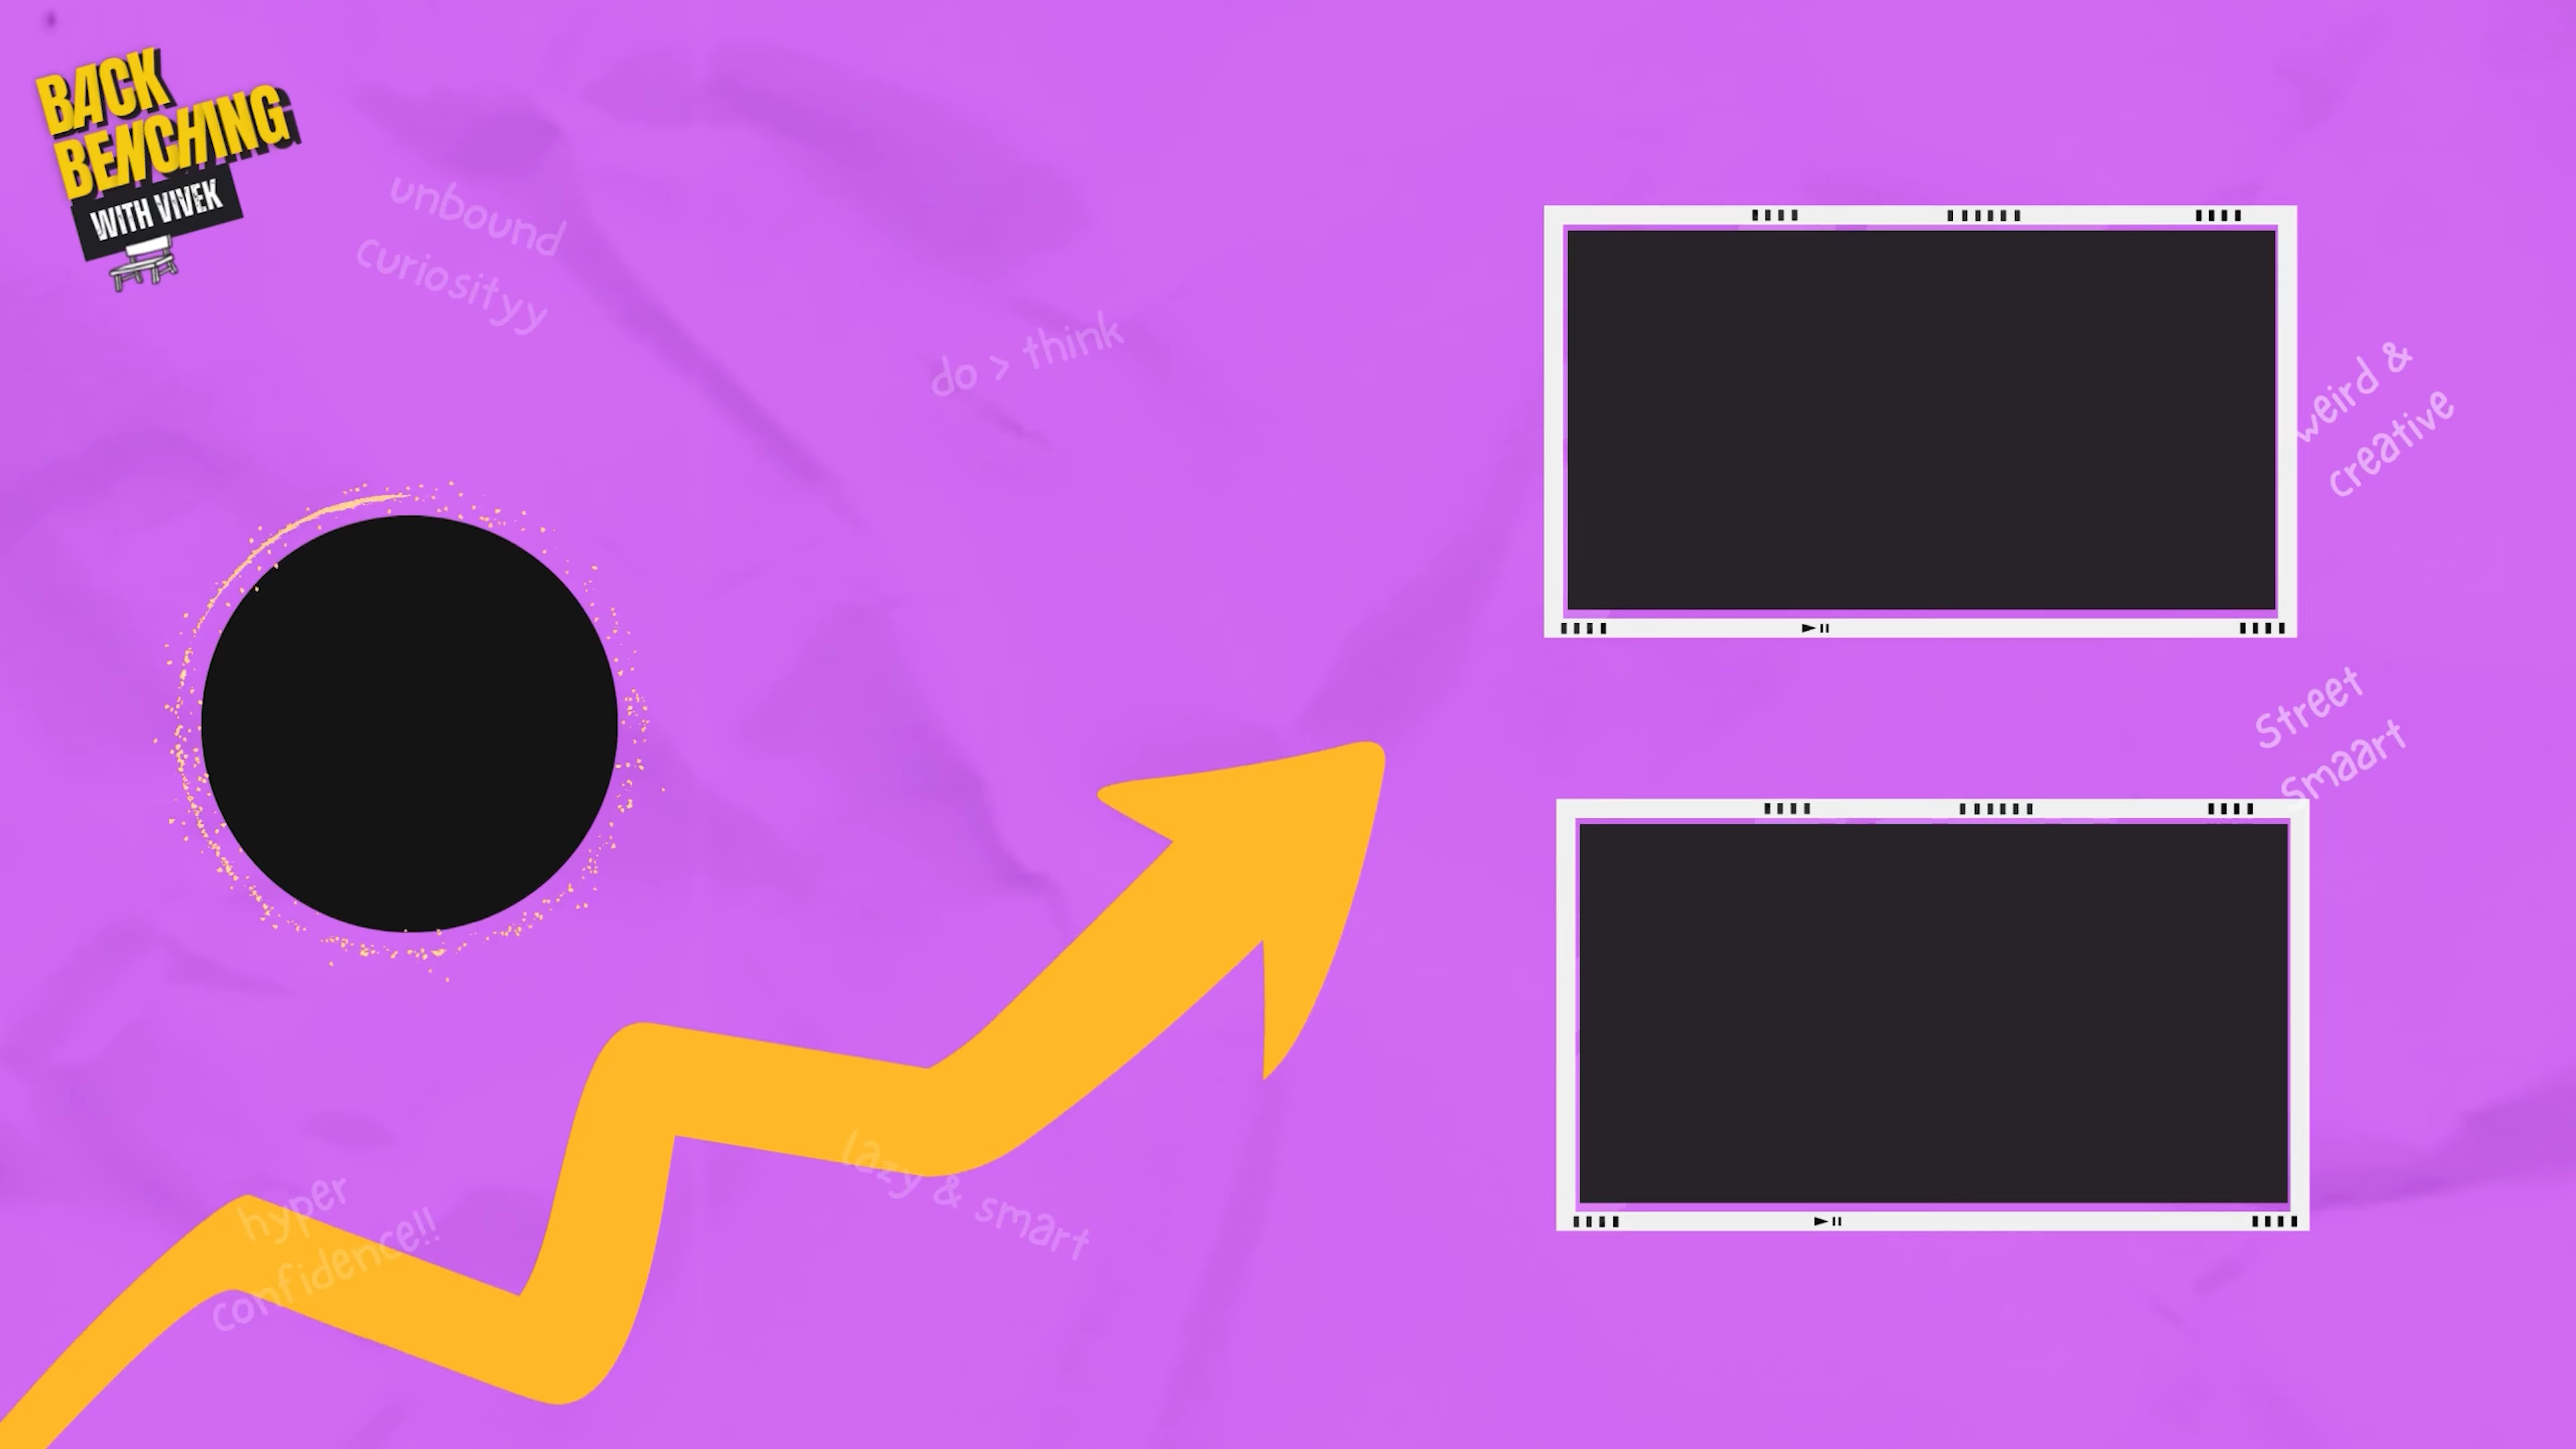 BACK
BENCHING
WITH VIVEK
unbound
curiosityy
do > think
weird &
creative
Street
Smaart
lazy & smart
hyper
confidence!!